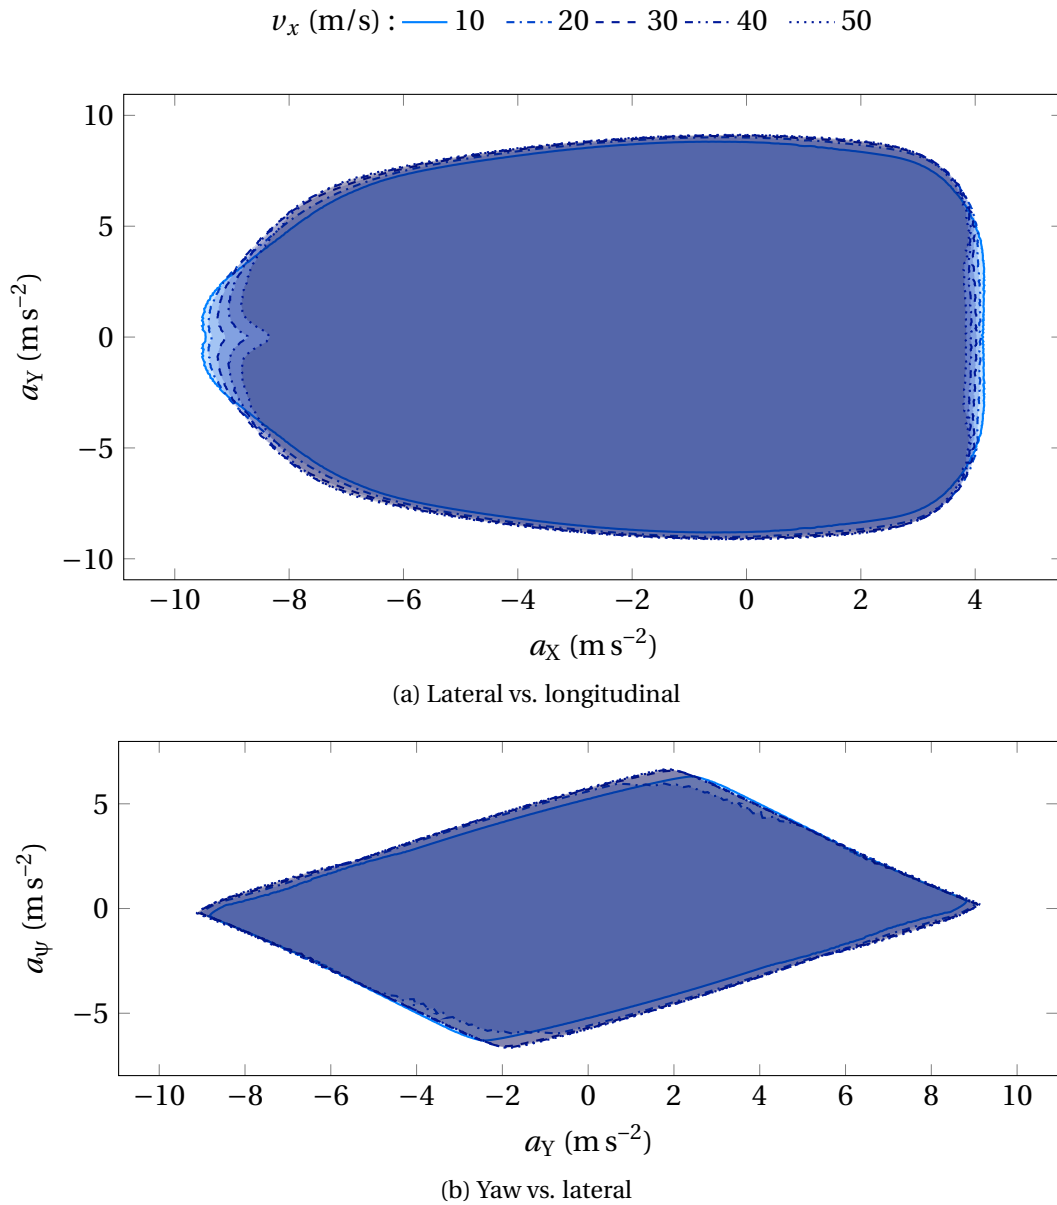 vₓ (m/s) : 10 20 30 40 50
10
5
0
−5
−10
a_Y (m s⁻²)
−10 −8 −6 −4 −2 0 2 4
a_X (m s⁻²)
(a) Lateral vs. longitudinal
5
0
−5
a_ψ (m s⁻²)
−10 −8 −6 −4 −2 0 2 4 6 8 10
a_Y (m s⁻²)
(b) Yaw vs. lateral